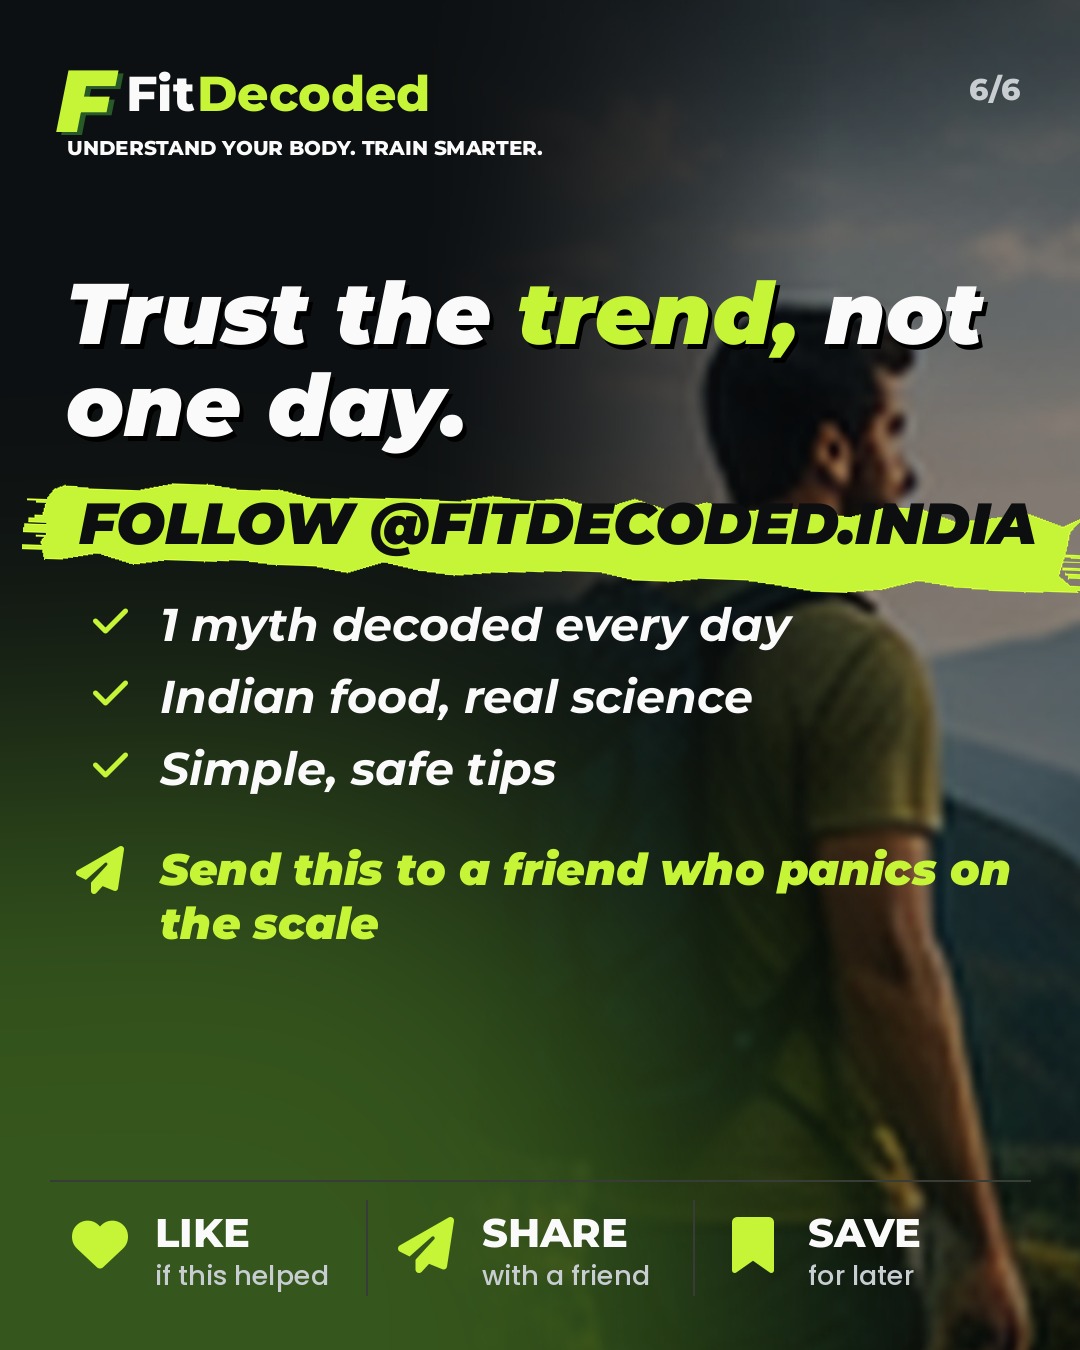 F FitDecoded
6/6
UNDERSTAND YOUR BODY. TRAIN SMARTER.
Trust the trend, not
one day.
FOLLOW @FITDECODED.INDIA
1 myth decoded every day
Indian food, real science
Simple, safe tips
Send this to a friend who panics on
the scale
LIKE
if this helped
SHARE
with a friend
SAVE
for later